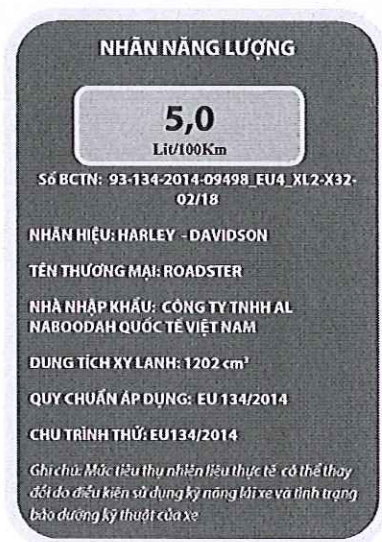 NHÃN NĂNG LƯỢNG
5,0
Lit/100Km
Số BCTN: 93-134-2014-09498_EU4_XL2-X32-
02/18
NHÃN HIỆU: HARLEY - DAVIDSON
TÊN THƯƠNG MẠI: ROADSTER
NHÀ NHẬP KHẨU: CÔNG TY TNHH AL
NABOODAH QUỐC TẾ VIỆT NAM
DUNG TÍCH XY LANH: 1202 cm³
QUY CHUẨN ÁP DỤNG: EU 134/2014
CHU TRÌNH THỬ: EU134/2014
Ghi chú: Mức tiêu thụ nhiên liệu thực tế có thể thay
đổi do điều kiện sử dụng kỹ năng lái xe và tình trạng
bảo dưỡng kỹ thuật của xe